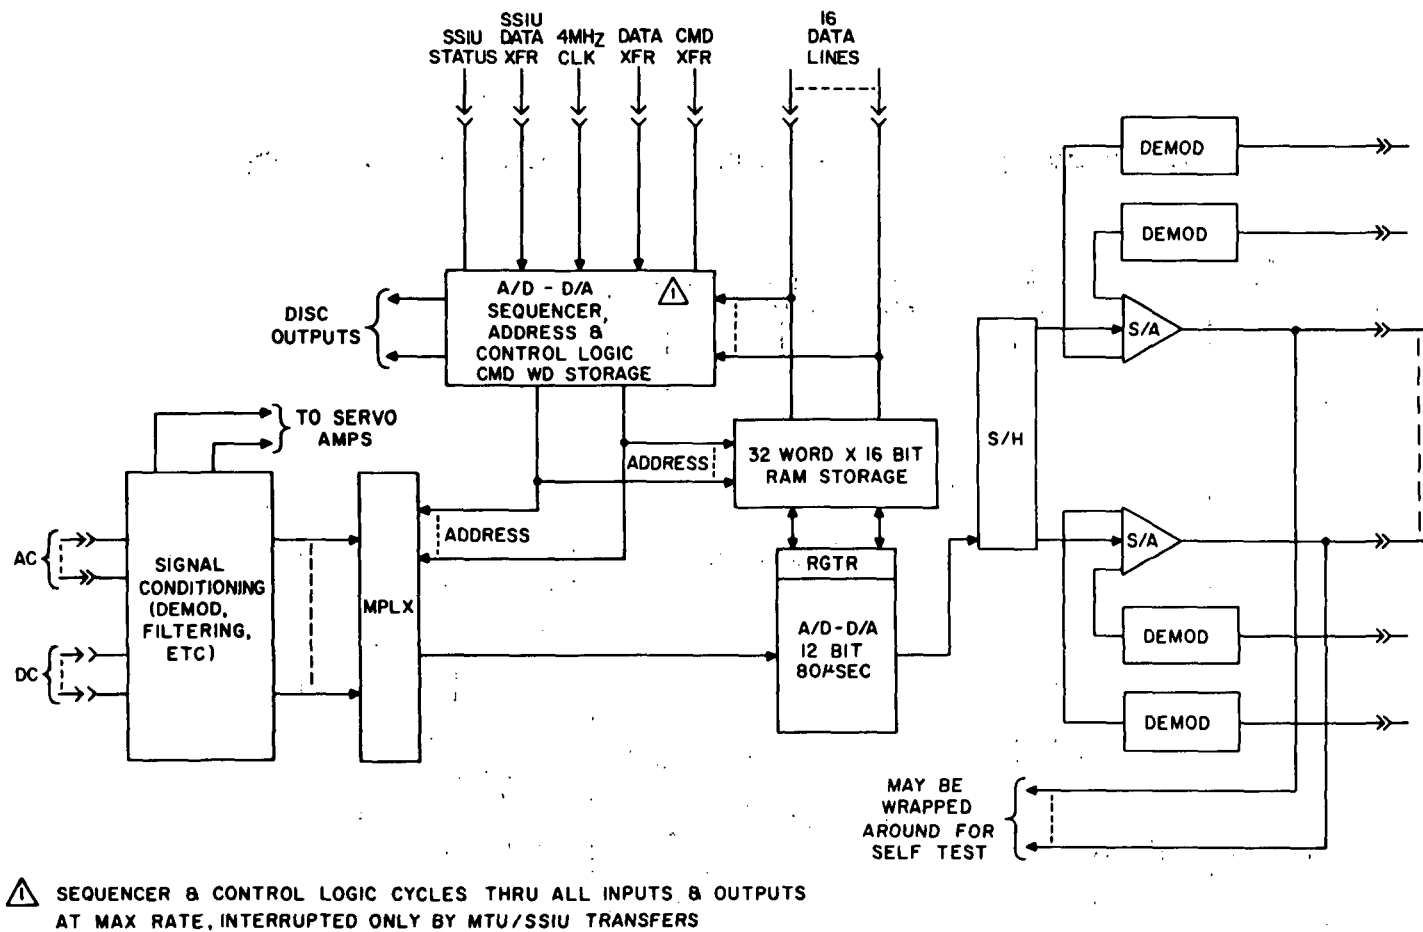 SSIU
STATUS
SSIU
DATA
XFR
4MHz
CLK
DATA
XFR
CMD
XFR
16
DATA
LINES
DEMOD
DEMOD
A/D - D/A
SEQUENCER,
ADDRESS &
CONTROL LOGIC
CMD WD STORAGE
1
DISC
OUTPUTS
S/A
TO SERVO
AMPS
ADDRESS
32 WORD X 16 BIT
RAM STORAGE
S/H
ADDRESS
AC
DC
SIGNAL
CONDITIONING
(DEMOD,
FILTERING,
ETC)
MPLX
RGTR
A/D-D/A
12 BIT
80μSEC
S/A
DEMOD
DEMOD
MAY BE
WRAPPED
AROUND FOR
SELF TEST
1 SEQUENCER & CONTROL LOGIC CYCLES THRU ALL INPUTS & OUTPUTS
AT MAX RATE, INTERRUPTED ONLY BY MTU/SSIU TRANSFERS